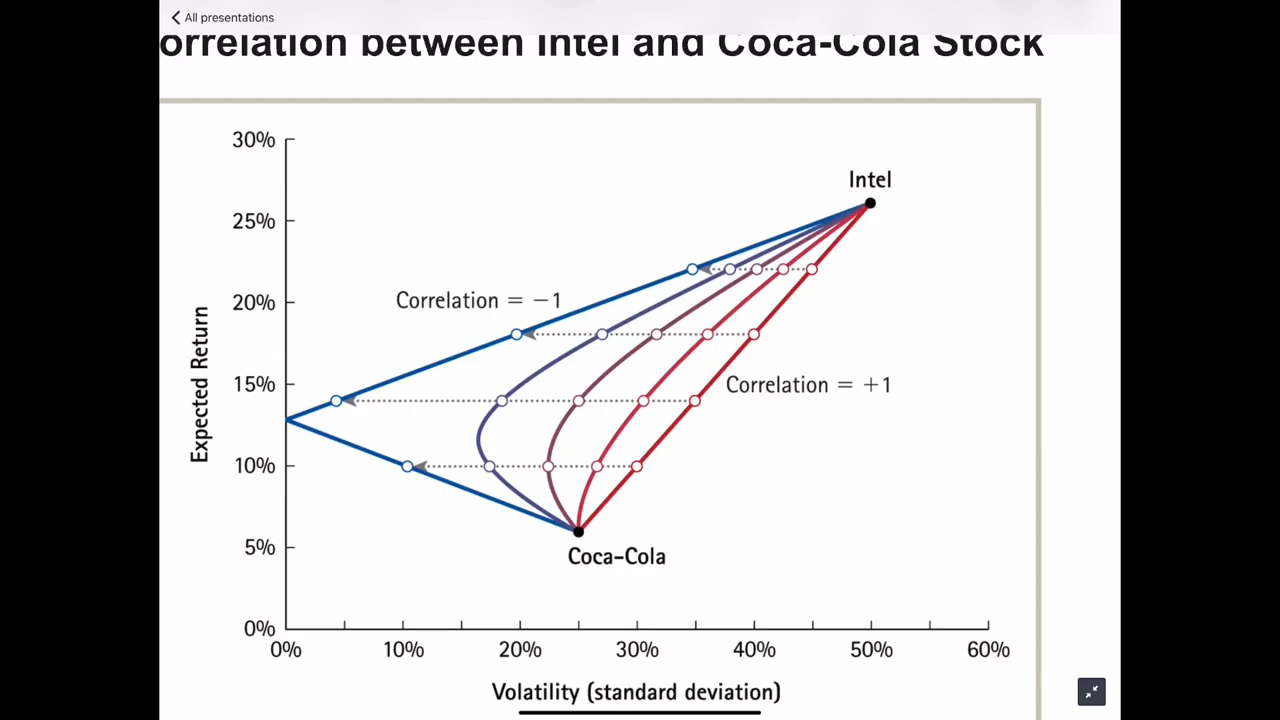 All presentations
orrelation between Intel and Coca-Cola Stock
30%
Intel
25%
Correlation = −1
20%
Expected Return
15%
Correlation = +1
10%
5%
Coca-Cola
0%
0% 10% 20% 30% 40% 50% 60%
Volatility (standard deviation)